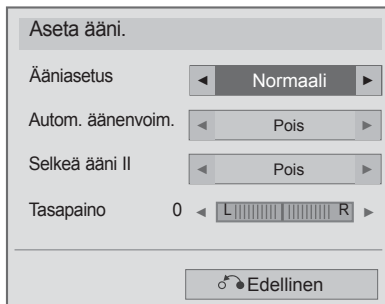 Aseta ääni.
Ääniasetus ◄ Normaali ►
Autom. äänenvoim. ◄ Pois ►
Selkeä ääni II ◄ Pois ►
Tasapaino 0 ◄ L R ►
Edellinen